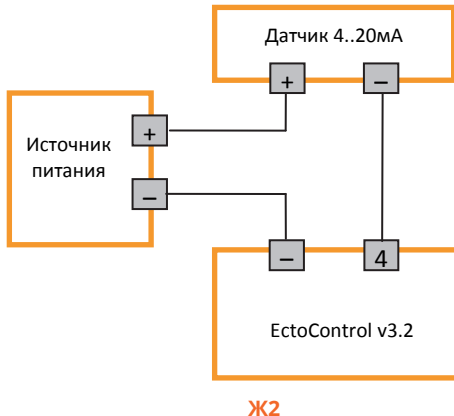 Датчик 4..20мА
+ –
Источник
питания
+
–
– 4
EctoControl v3.2
Ж2